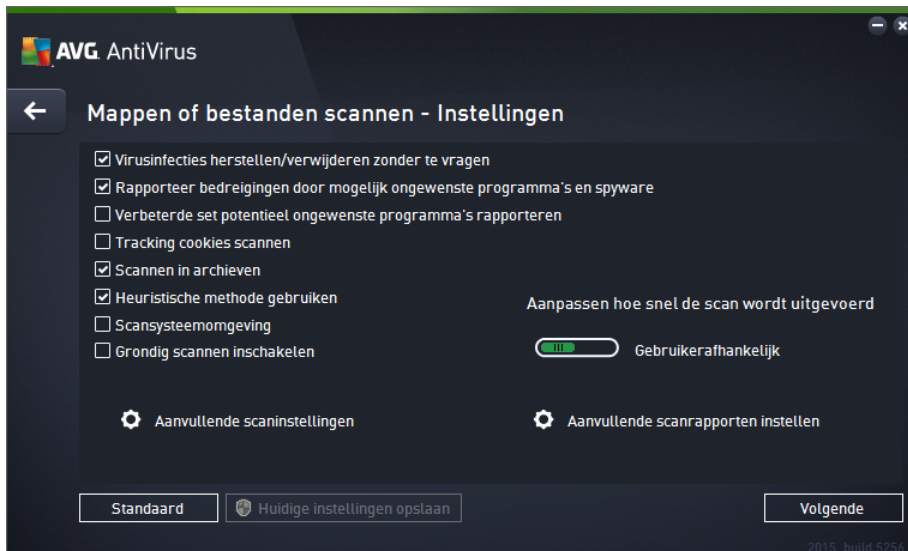 AVG. AntiVirus
Mappen of bestanden scannen - Instellingen
Virusinfecties herstellen/verwijderen zonder te vragen
Rapporteer bedreigingen door mogelijk ongewenste programma's en spyware
Verbeterde set potentieel ongewenste programma's rapporteren
Tracking cookies scannen
Scannen in archieven
Heuristische methode gebruiken
Scansysteemomgeving
Grondig scannen inschakelen
Aanpassen hoe snel de scan wordt uitgevoerd
Gebruikerafhankelijk
Aanvullende scaninstellingen
Aanvullende scanrapporten instellen
Standaard
Huidige instellingen opslaan
Volgende
2015 build 5256